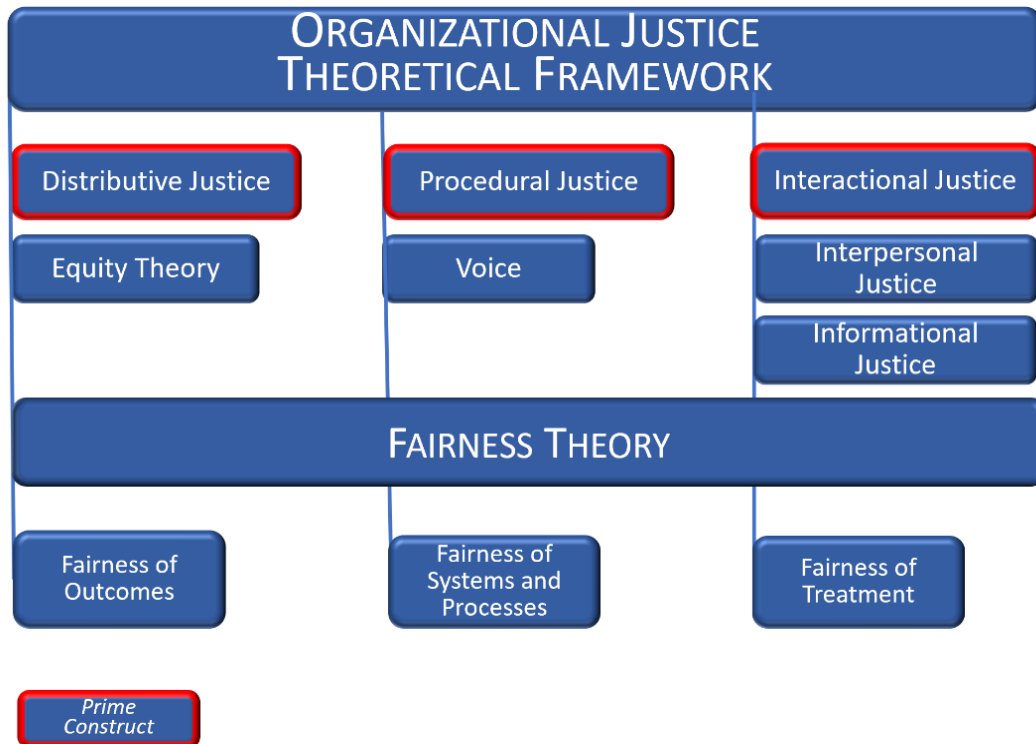 ORGANIZATIONAL JUSTICE
THEORETICAL FRAMEWORK
Distributive Justice
Procedural Justice
Interactional Justice
Equity Theory
Voice
Interpersonal
Justice
Informational
Justice
FAIRNESS THEORY
Fairness of
Outcomes
Fairness of
Systems and
Processes
Fairness of
Treatment
Prime
Construct